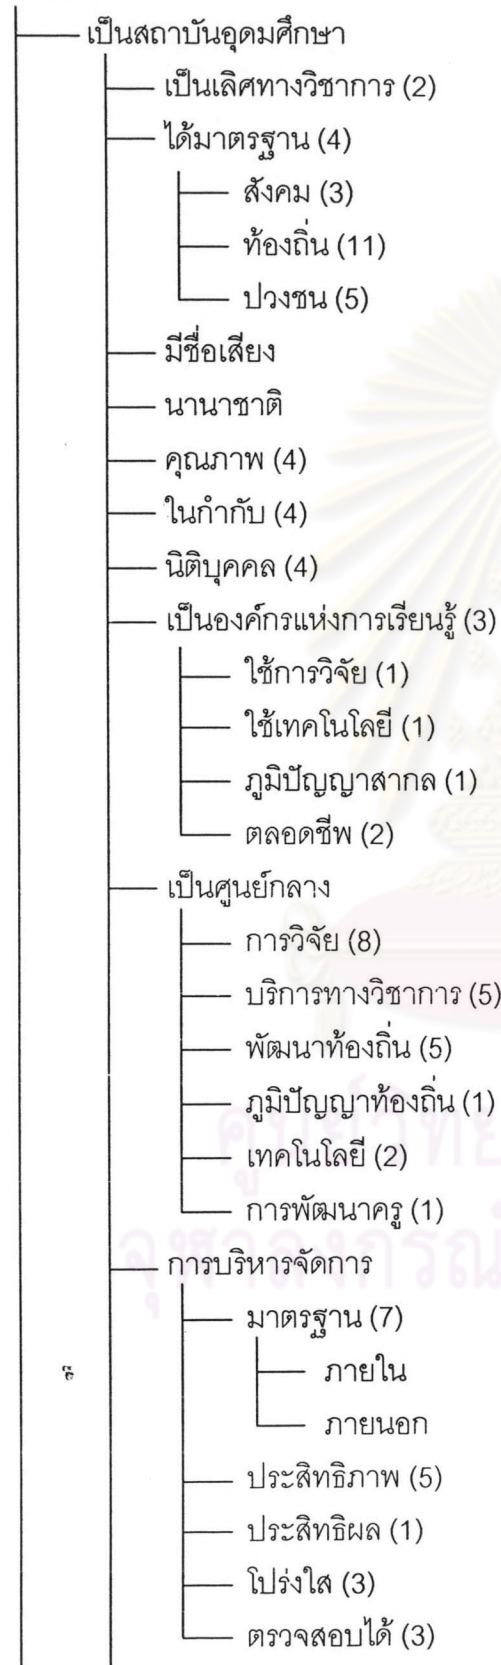 เป็นสถาบันอุดมศึกษา
เป็นเลิศทางวิชาการ (2)
ได้มาตรฐาน (4)
สังคม (3)
ท้องถิ่น (11)
ปวงชน (5)
มีชื่อเสียง
นานาชาติ
คุณภาพ (4)
ในกำกับ (4)
นิติบุคคล (4)
เป็นองค์กรแห่งการเรียนรู้ (3)
ใช้การวิจัย (1)
ใช้เทคโนโลยี (1)
ภูมิปัญญาสากล (1)
ตลอดชีพ (2)
เป็นศูนย์กลาง
การวิจัย (8)
บริการทางวิชาการ (5)
พัฒนาท้องถิ่น (5)
ภูมิปัญญาท้องถิ่น (1)
เทคโนโลยี (2)
การพัฒนาครู (1)
การบริหารจัดการ
มาตรฐาน (7)
ภายใน
ภายนอก
ประสิทธิภาพ (5)
ประสิทธิผล (1)
โปร่งใส (3)
ตรวจสอบได้ (3)